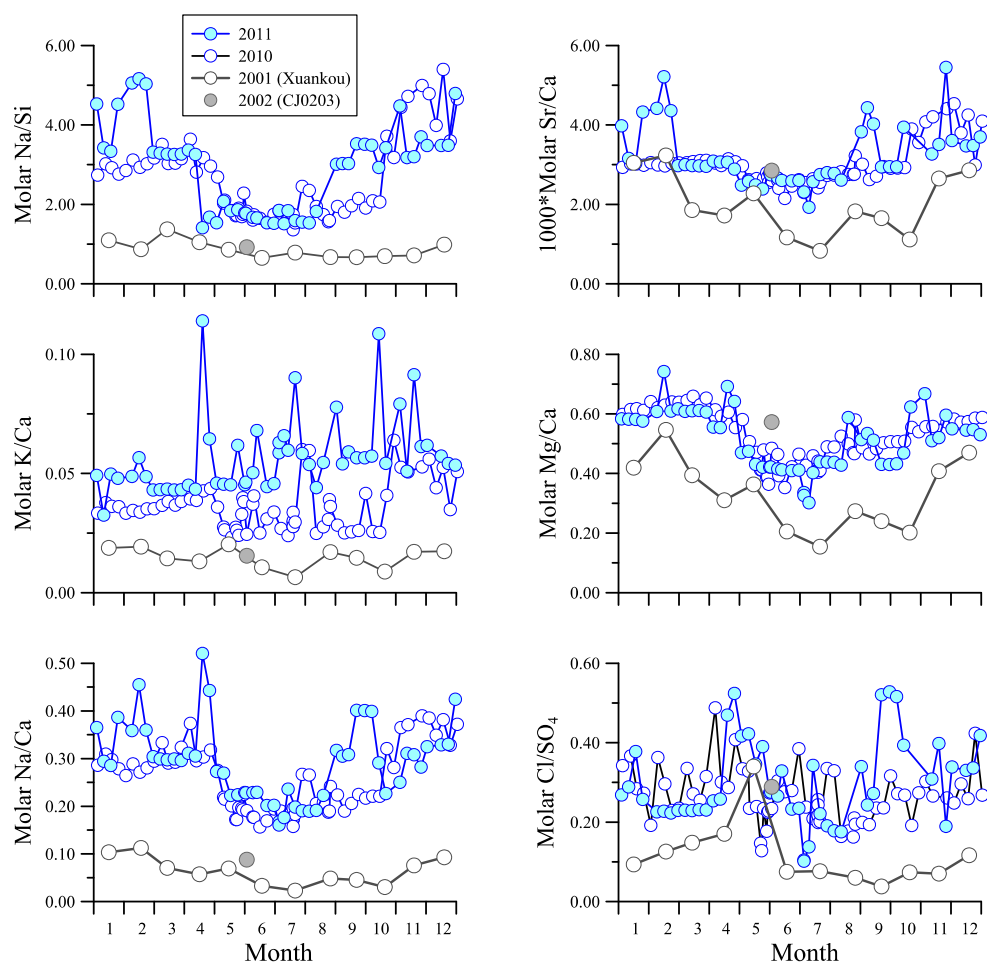 2011
2010
2001 (Xuankou)
2002 (CJ0203)
Molar Na/Si
6.00
4.00
2.00
0.00
1000*Molar Sr/Ca
6.00
4.00
2.00
0.00
Molar K/Ca
0.10
0.05
0.00
Molar Mg/Ca
0.80
0.60
0.40
0.20
0.00
Molar Na/Ca
0.50
0.40
0.30
0.20
0.10
0.00
1 2 3 4 5 6 7 8 9 10 11 12
Month
Molar Cl/SO4
0.60
0.40
0.20
0.00
1 2 3 4 5 6 7 8 9 10 11 12
Month